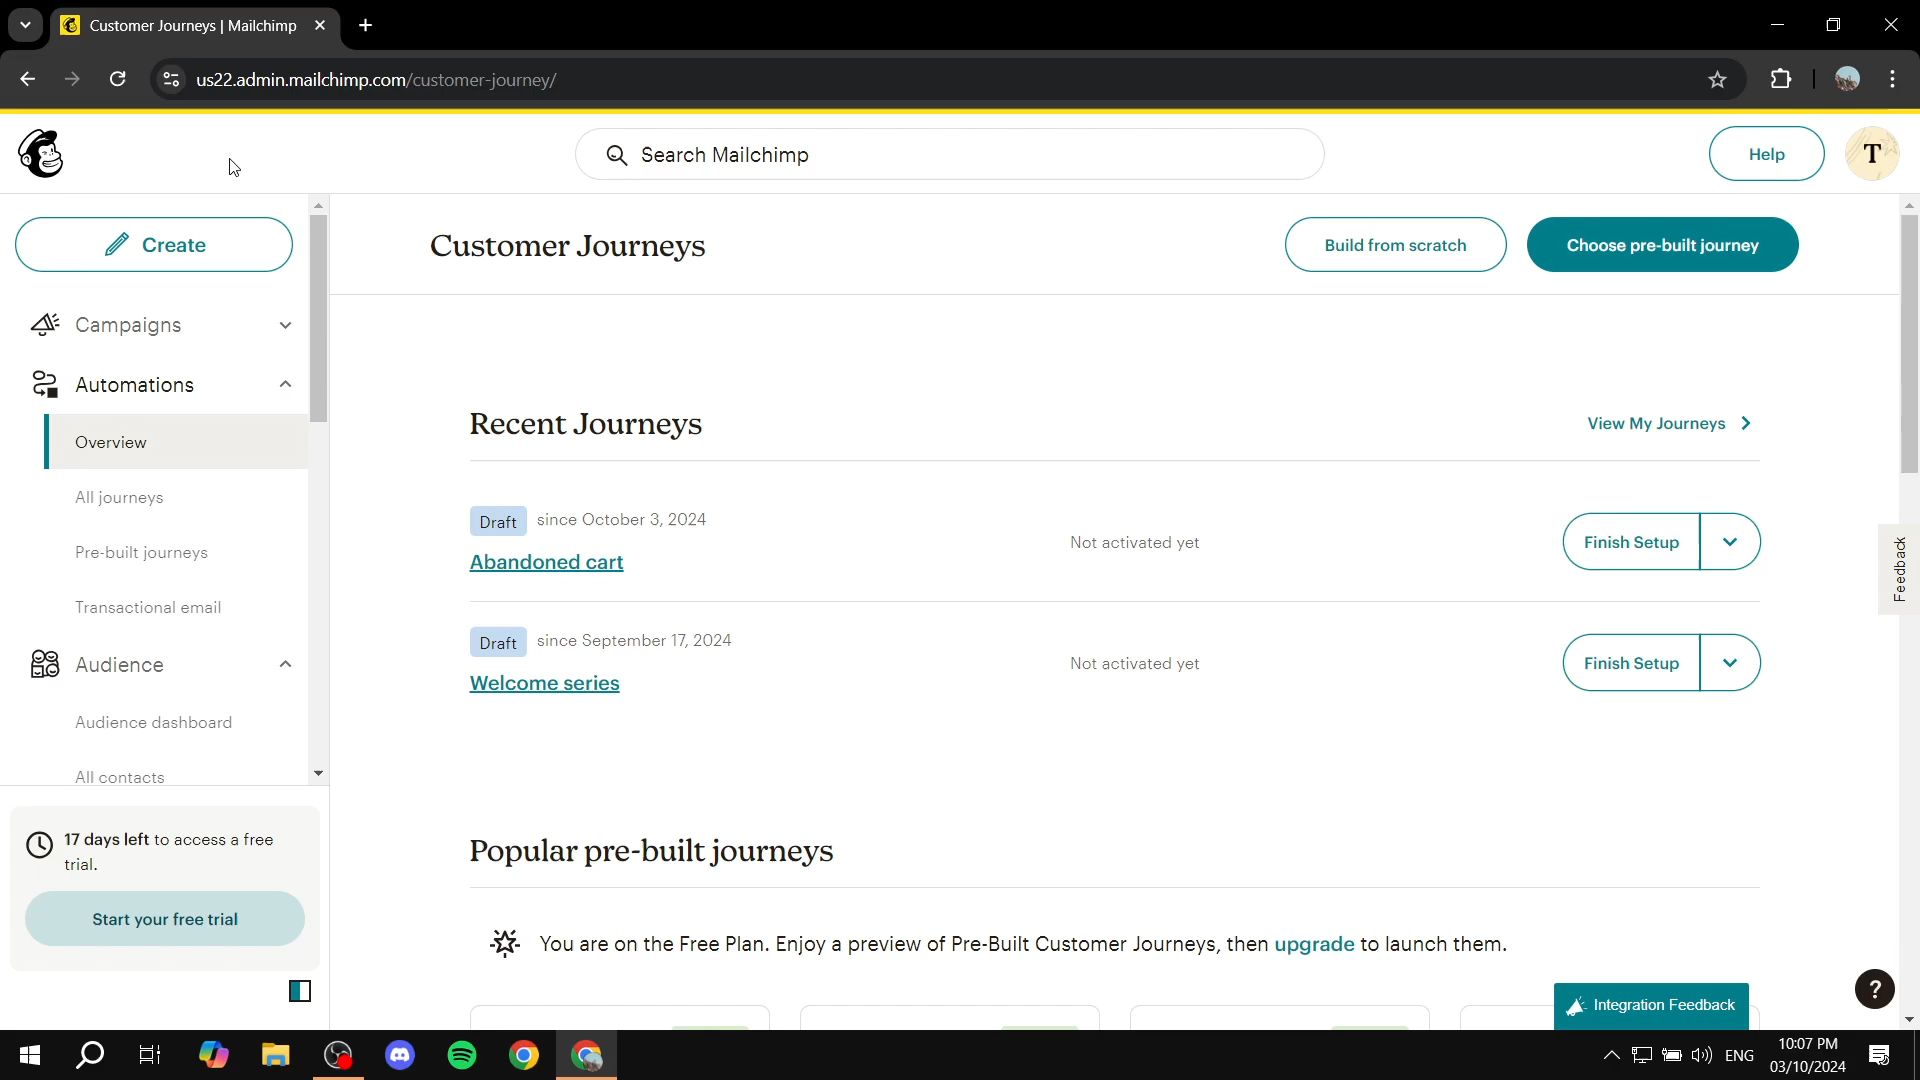 Customer Journeys | Mailchimp
us22.admin.mailchimp.com/customer-journey/
Search Mailchimp
Help
T
Create
Campaigns
Automations
Overview
All journeys
Pre-built journeys
Transactional email
Audience
Audience dashboard
All contacts
17 days left to access a free
trial.
Start your free trial
Customer Journeys
Build from scratch
Choose pre-built journey
Recent Journeys
View My Journeys
Draft since October 3, 2024
Abandoned cart
Not activated yet
Finish Setup
Draft since September 17, 2024
Welcome series
Not activated yet
Finish Setup
Popular pre-built journeys
You are on the Free Plan. Enjoy a preview of Pre-Built Customer Journeys, then upgrade to launch them.
Feedback
Integration Feedback
?
ENG
10:07 PM
03/10/2024